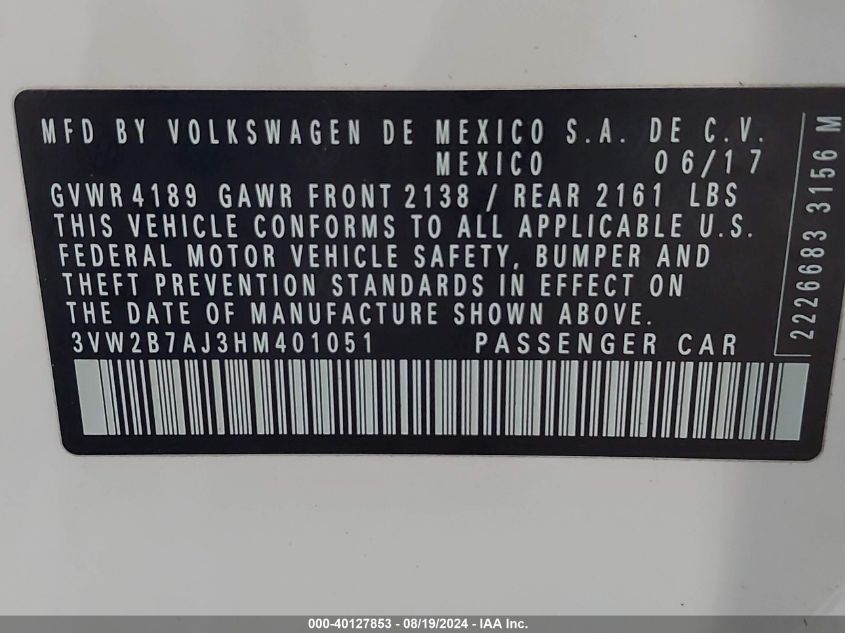 MFD BY VOLKSWAGEN DE MEXICO S.A. DE C.V.
MEXICO 06/17
GVWR 4189 GAWR FRONT 2138 / REAR 2161 LBS
THIS VEHICLE CONFORMS TO ALL APPLICABLE U.S.
FEDERAL MOTOR VEHICLE SAFETY, BUMPER AND
THEFT PREVENTION STANDARDS IN EFFECT ON
THE DATE OF MANUFACTURE SHOWN ABOVE.
3VW2B7AJ3HM401051 PASSENGER CAR
2226683 3156 M
000-40127853 - 08/19/2024 - IAA Inc.